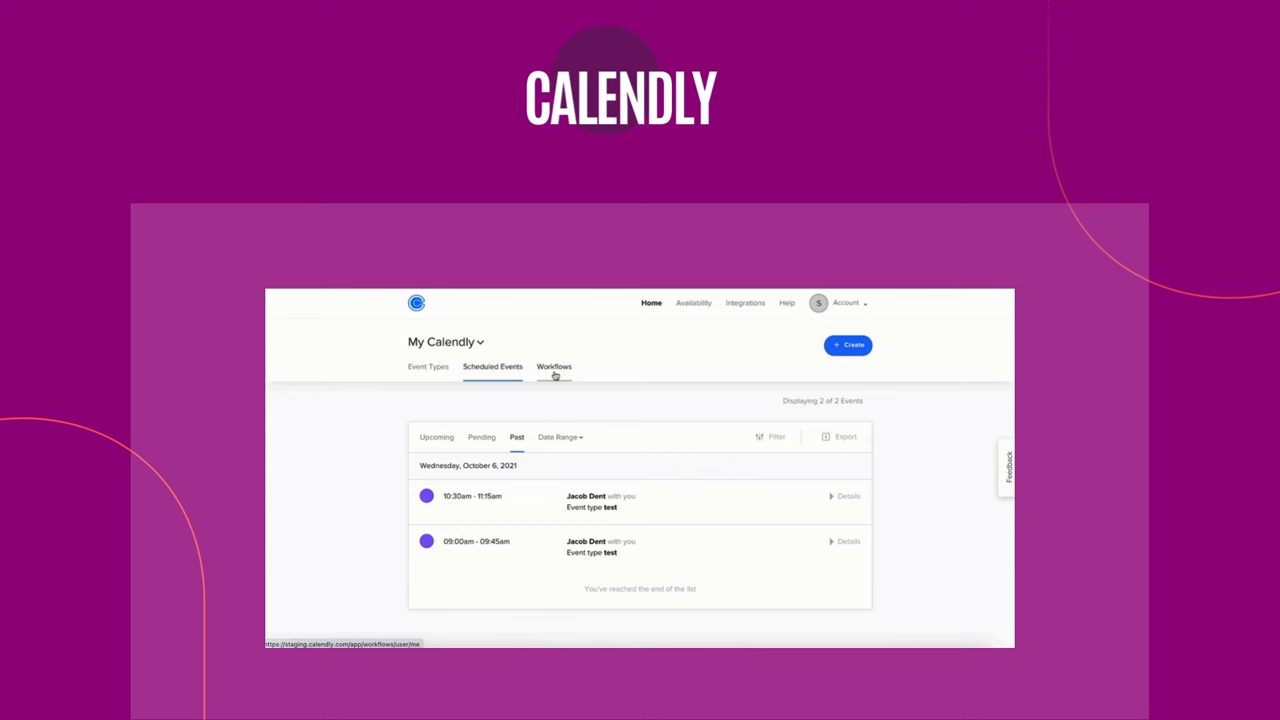 CALENDLY
Home Availability Integrations Help S Account
My Calendly
+ Create
Event Types Scheduled Events Workflows
Displaying 2 of 2 Events
Upcoming Pending Past Date Range Filter Export
Wednesday, October 6, 2021
10:30am - 11:15am Jacob Dent with you Details
Event type test
09:00am - 09:45am Jacob Dent with you Details
Event type test
You've reached the end of the list
Feedback
https://staging.calendly.com/app/workflows/user/me